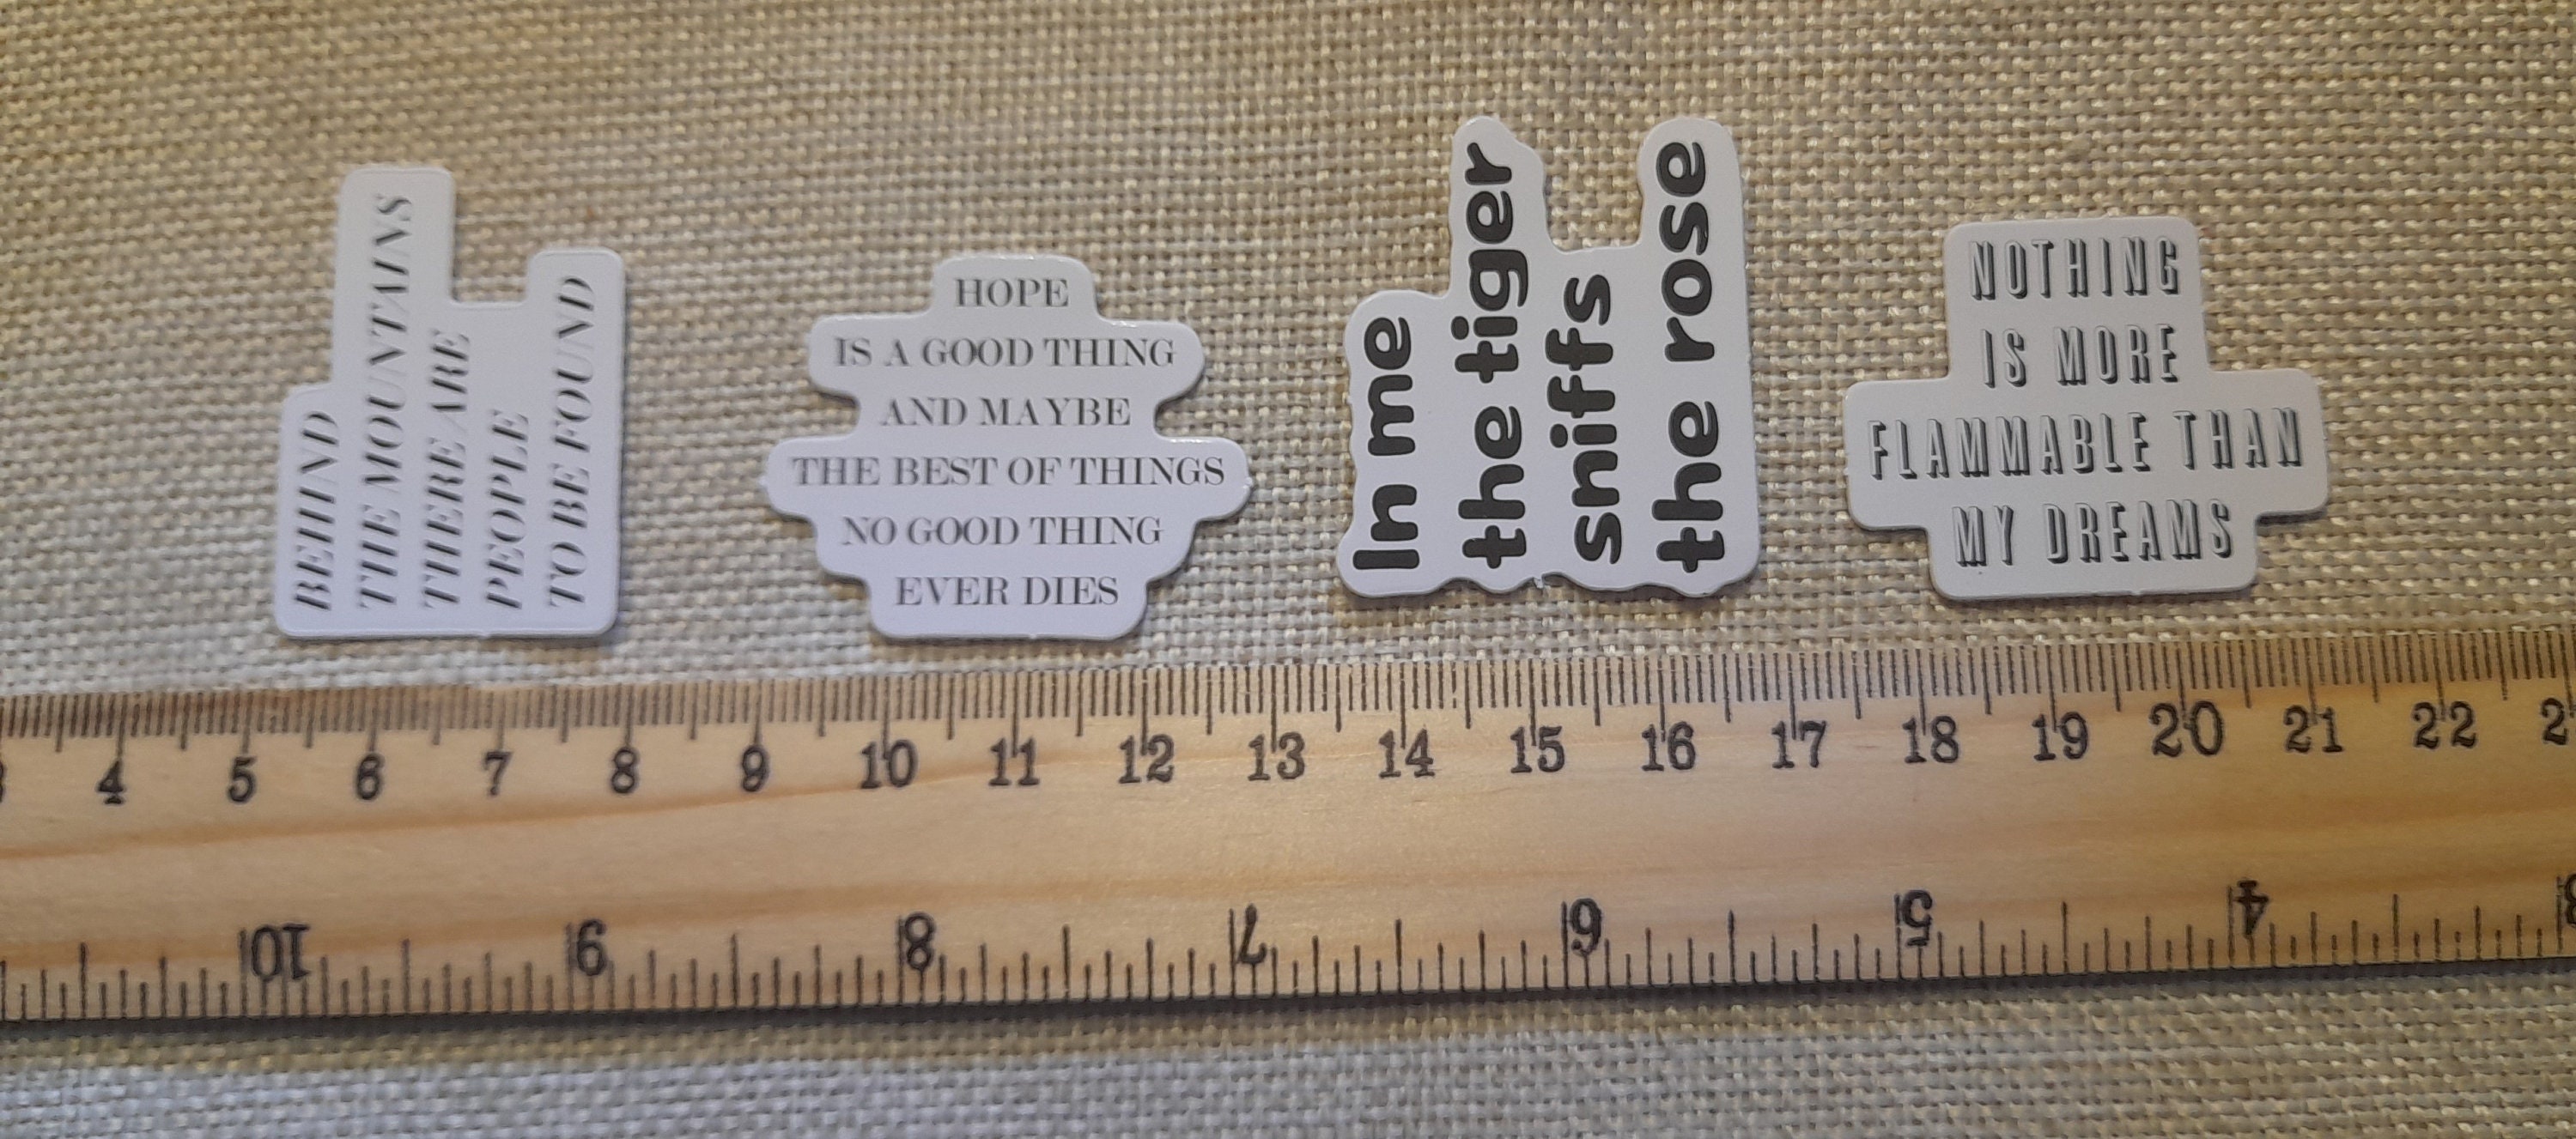 BEHIND
THE MOUNTAINS
THERE ARE
PEOPLE
TO BE FOUND
HOPE
IS A GOOD THING
AND MAYBE
THE BEST OF THINGS
NO GOOD THING
EVER DIES
In me
the tiger
sniffs
the rose
NOTHING
IS MORE
FLAMMABLE THAN
MY DREAMS
4 5 6 7 8 9 10 11 12 13 14 15 16 17 18 19 20 21 22
10 9 8 7 6 5 4